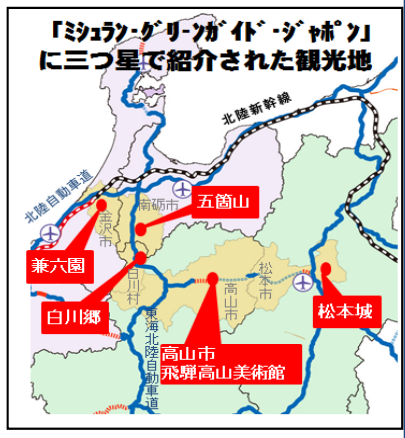 「ﾐｼｭﾗﾝ･ｸﾞﾘｰﾝｶﾞｲﾄﾞ･ｼﾞｬﾎﾟﾝ」
に三つ星で紹介された観光地
北陸新幹線
北陸自動車道
南砺市
五箇山
金沢市
兼六園
白川村
白川郷
松本市
高山市
松本城
東海北陸自動車道
高山市
飛騨高山美術館